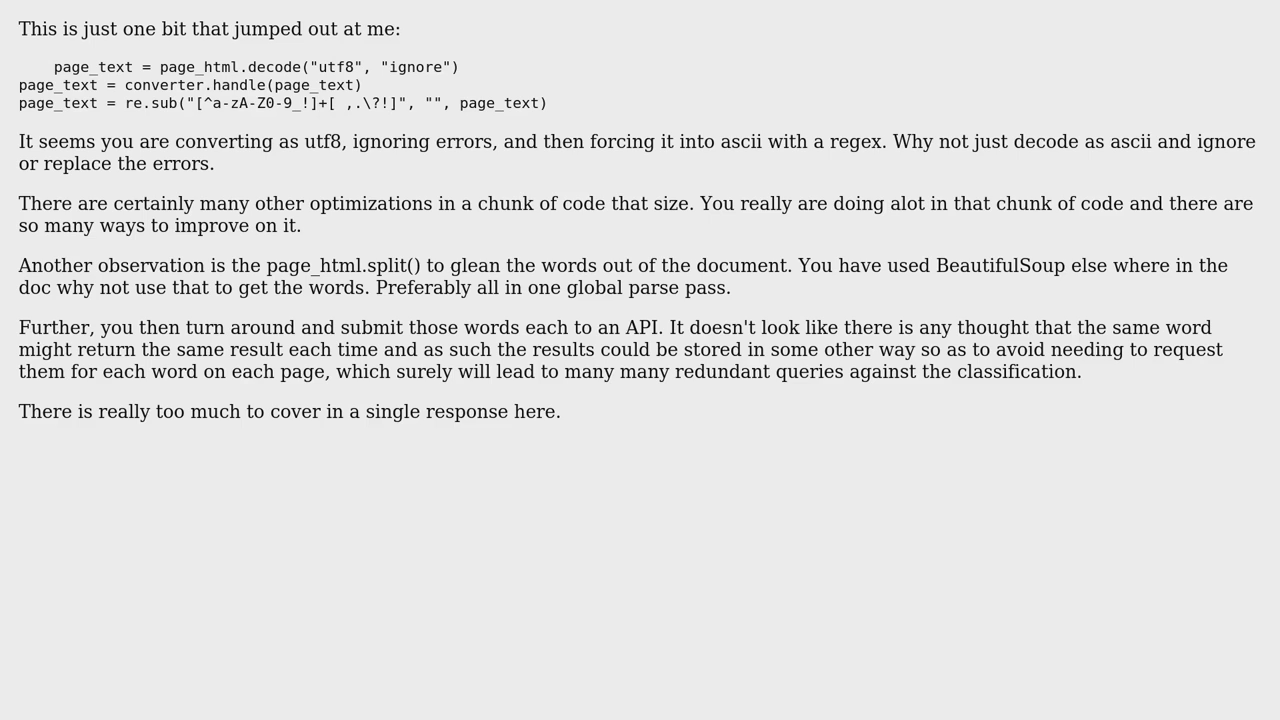 This is just one bit that jumped out at me:
page_text = page_html.decode("utf8", "ignore")
page_text = converter.handle(page_text)
page_text = re.sub("[^a-zA-Z0-9_!]+[ ,.\?!]", "", page_text)
It seems you are converting as utf8, ignoring errors, and then forcing it into ascii with a regex. Why not just decode as ascii and ignore
or replace the errors.
There are certainly many other optimizations in a chunk of code that size. You really are doing alot in that chunk of code and there are
so many ways to improve on it.
Another observation is the page_html.split() to glean the words out of the document. You have used BeautifulSoup else where in the
doc why not use that to get the words. Preferably all in one global parse pass.
Further, you then turn around and submit those words each to an API. It doesn't look like there is any thought that the same word
might return the same result each time and as such the results could be stored in some other way so as to avoid needing to request
them for each word on each page, which surely will lead to many many redundant queries against the classification.
There is really too much to cover in a single response here.